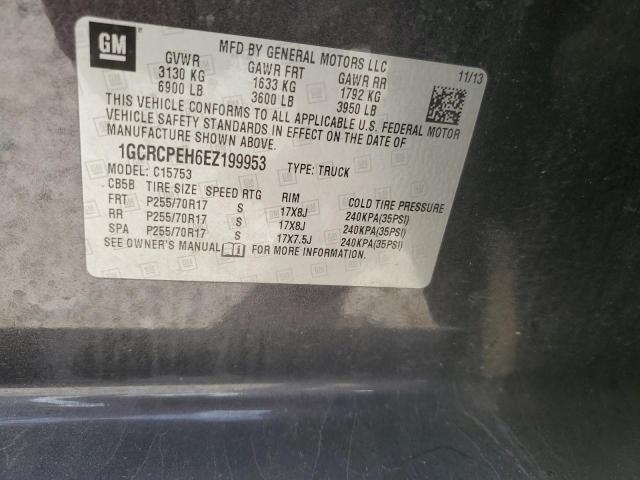 GM
MFD BY GENERAL MOTORS LLC
GVWR GAWR FRT GAWR RR 11/13
3130 KG 1633 KG 1792 KG
6900 LB 3600 LB 3950 LB
THIS VEHICLE CONFORMS TO ALL APPLICABLE U.S. FEDERAL MOTOR
VEHICLE SAFETY STANDARDS IN EFFECT ON THE DATE OF
MANUFACTURE SHOWN ABOVE.
1GCRCPEH6EZ199953 TYPE: TRUCK
MODEL: C15753
CB5B TIRE SIZE SPEED RTG RIM COLD TIRE PRESSURE
FRT P255/70R17 S 17X8J 240KPA(35PSI)
RR P255/70R17 S 17X8J 240KPA(35PSI)
SPA P255/70R17 S 17X7.5J 240KPA(35PSI)
SEE OWNER'S MANUAL FOR ADDITIONAL INFORMATION.